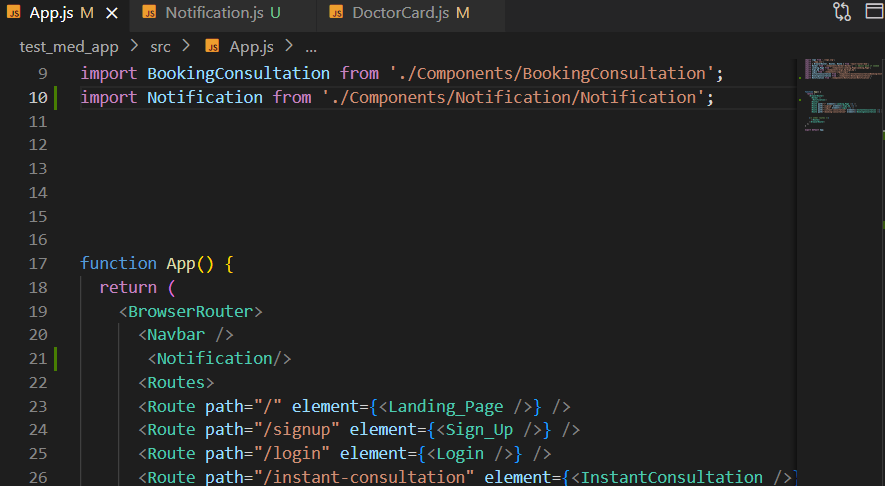 JS App.js M × JS Notification.js U JS DoctorCard.js M
test_med_app > src > JS App.js > ...
9 import BookingConsultation from './Components/BookingConsultation';
10 import Notification from './Components/Notification/Notification';
11
12
13
14
15
16
17 function App() {
18 return (
19 <BrowserRouter>
20 <Navbar />
21 <Notification/>
22 <Routes>
23 <Route path="/" element={<Landing_Page />} />
24 <Route path="/signup" element={<Sign_Up />} />
25 <Route path="/login" element={<Login />} />
26 <Route path="/instant-consultation" element={<InstantConsultation />}